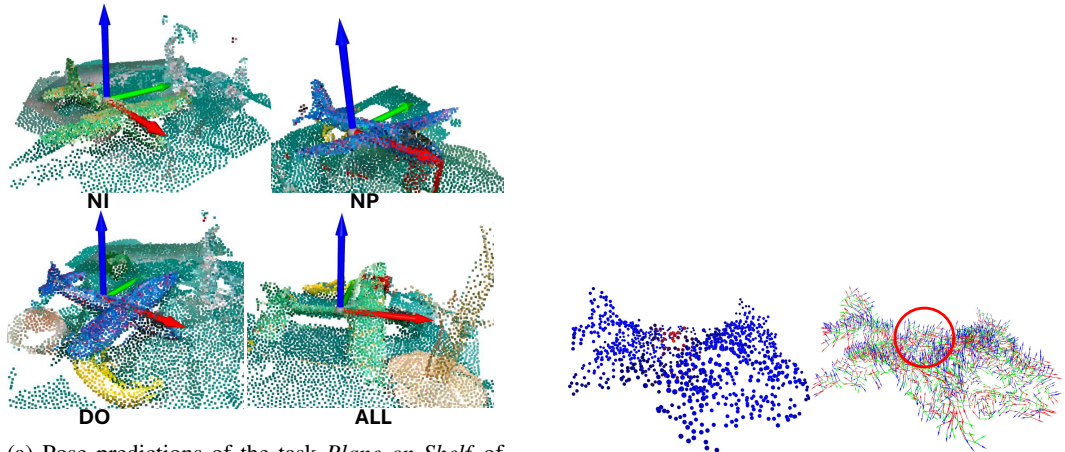 NI
NP
DO
ALL
(a) Pose predictions of the task Plane on Shelf of